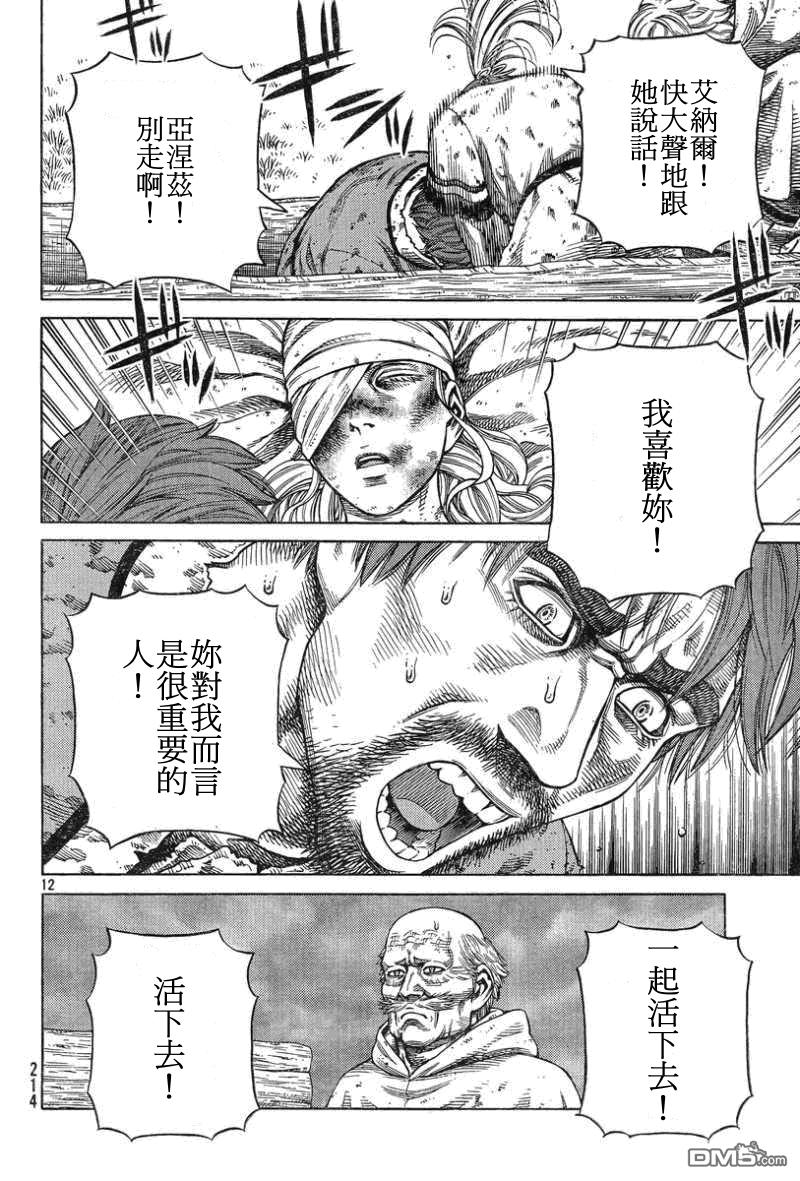 艾納爾！
快大聲地跟
她說話！
亞涅茲！
別走啊！
我喜歡妳！
妳對我而言
是很重要的
人！
12
一起活下去！
活下去！
214
DM5.com